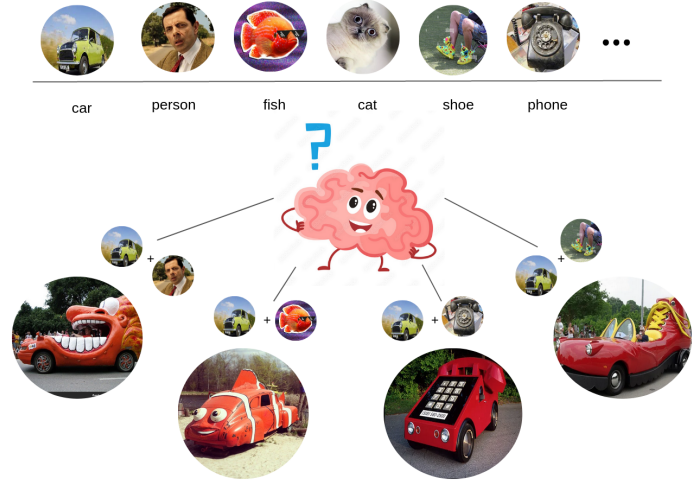 car
person
fish
cat
shoe
phone
?
+
+
+
+